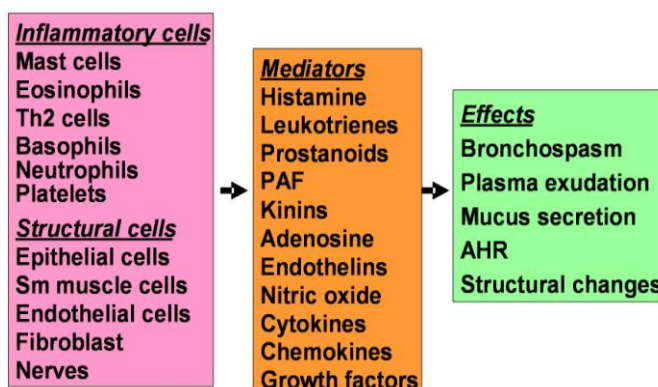 Inflammatory cells
Mast cells
Eosinophils
Th2 cells
Basophils
Neutrophils
Platelets
Structural cells
Epithelial cells
Sm muscle cells
Endothelial cells
Fibroblast
Nerves
Mediators
Histamine
Leukotrienes
Prostanoids
PAF
Kinins
Adenosine
Endothelins
Nitric oxide
Cytokines
Chemokines
Growth factors
Effects
Bronchospasm
Plasma exudation
Mucus secretion
AHR
Structural changes